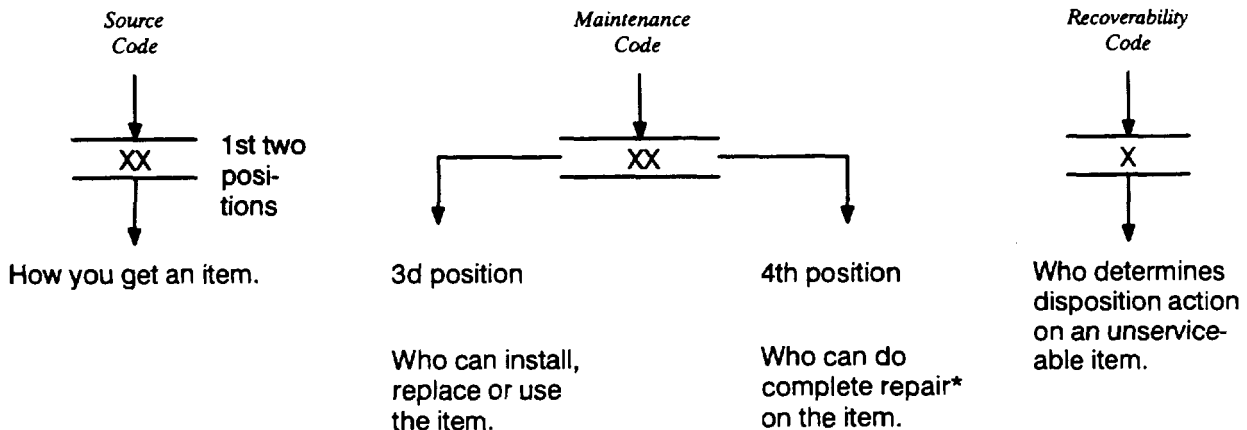 Source
Code
Maintenance
Code
Recoverability
Code
XX
1st two
posi-
tions
XX
X
How you get an item.
3d position
4th position
Who determines
disposition action
on an unservice-
able item.
Who can install,
replace or use
the item.
Who can do
complete repair*
on the item.